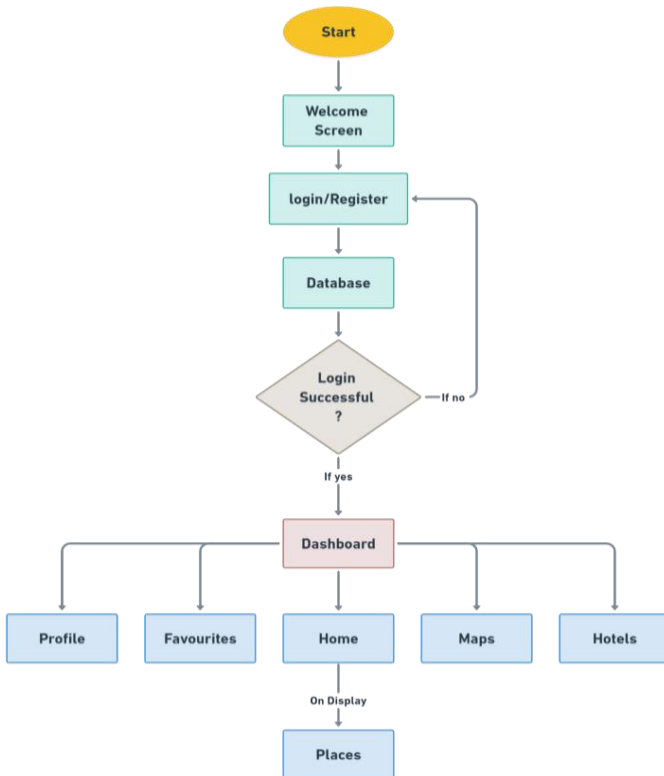 Start
Welcome
Screen
login/Register
Database
Login
Successful
?
If no
If yes
Dashboard
Profile
Favourites
Home
Maps
Hotels
On Display
Places